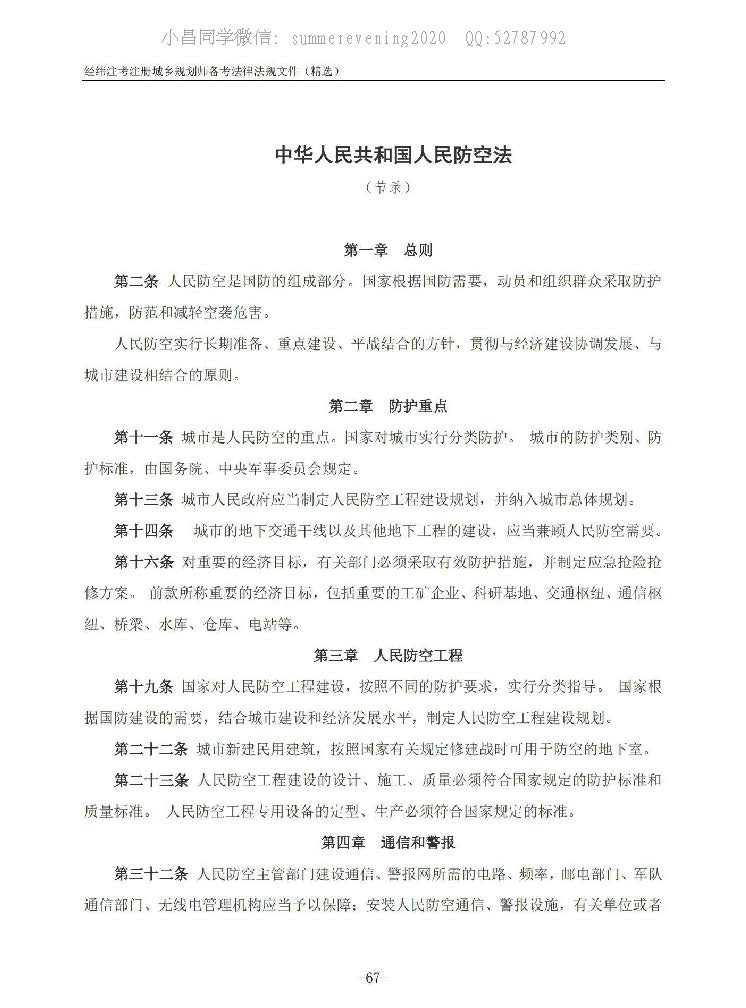 小昌同学微信: summerevening2020 QQ:52787992
经纬注考注册城乡规划师备考法律法规文件（精选）
中华人民共和国人民防空法
（节录）
第一章 总则
第二条 人民防空是国防的组成部分。国家根据国防需要，动员和组织群众采取防护
措施，防范和减轻空袭危害。
人民防空实行长期准备、重点建设、平战结合的方针，贯彻与经济建设协调发展、与
城市建设相结合的原则。
第二章 防护重点
第十一条 城市是人民防空的重点。国家对城市实行分类防护。 城市的防护类别、防
护标准，由国务院、中央军事委员会规定。
第十三条 城市人民政府应当制定人民防空工程建设规划，并纳入城市总体规划。
第十四条 城市的地下交通干线以及其他地下工程的建设，应当兼顾人民防空需要。
第十六条 对重要的经济目标，有关部门必须采取有效防护措施，并制定应急抢险抢
修方案。 前款所称重要的经济目标，包括重要的工矿企业、科研基地、交通枢纽、通信枢
纽、桥梁、水库、仓库、电站等。
第三章 人民防空工程
第十九条 国家对人民防空工程建设，按照不同的防护要求，实行分类指导。 国家根
据国防建设的需要，结合城市建设和经济发展水平，制定人民防空工程建设规划。
第二十二条 城市新建民用建筑，按照国家有关规定修建战时可用于防空的地下室。
第二十三条 人民防空工程建设的设计、施工、质量必须符合国家规定的防护标准和
质量标准。 人民防空工程专用设备的定型、生产必须符合国家规定的标准。
第四章 通信和警报
第三十二条 人民防空主管部门建设通信、警报网所需的电路、频率，邮电部门、军队
通信部门、无线电管理机构应当予以保障；安装人民防空通信、警报设施，有关单位或者
-67-